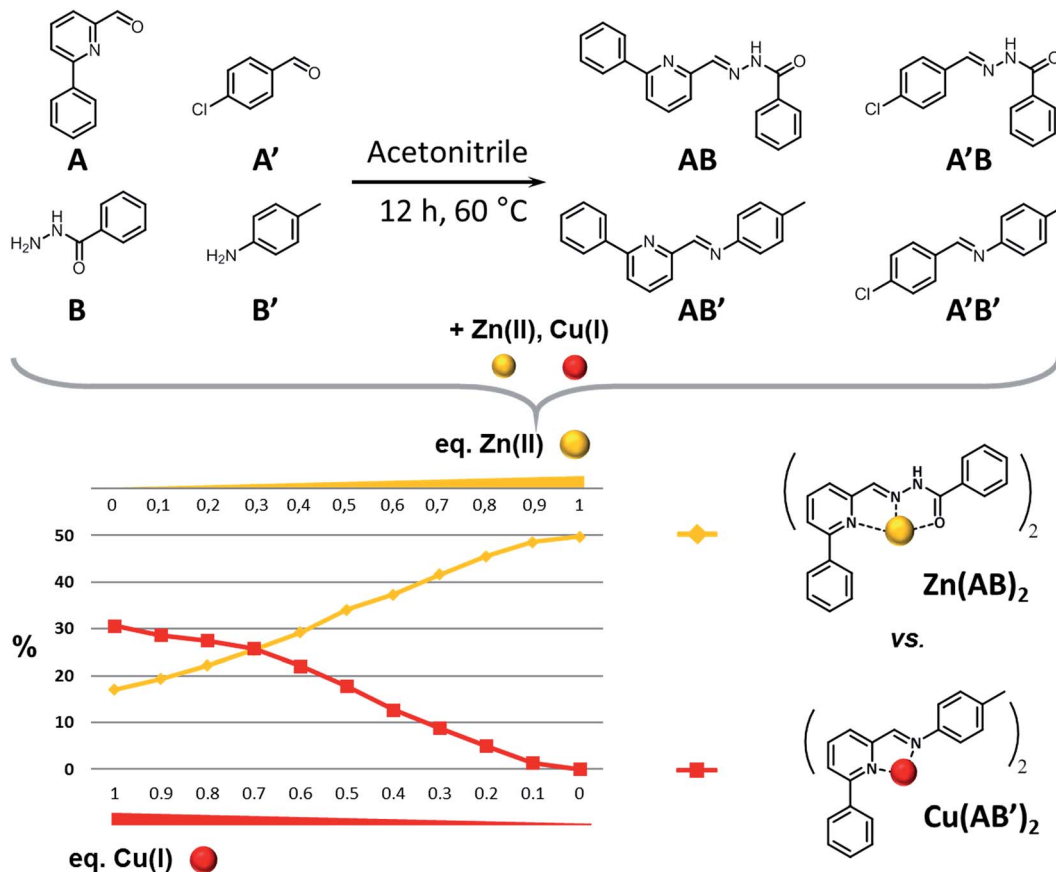 N
O
O
Cl
A
A'
H
N
H₂N
O
H₂N
B
B'
Acetonitrile
12 h, 60 °C
N
N
H
N
O
AB
Cl
N
H
N
O
A'B
N
N
AB'
Cl
N
A'B'
+ Zn(II), Cu(I)
eq. Zn(II)
0 0,1 0,2 0,3 0,4 0,5 0,6 0,7 0,8 0,9 1
50
40
30
20
10
0
%
1 0.9 0.8 0.7 0.6 0.5 0.4 0.3 0.2 0.1 0
eq. Cu(I)
H
N
N
N
O
2
Zn(AB)₂
vs.
N
N
2
Cu(AB')₂